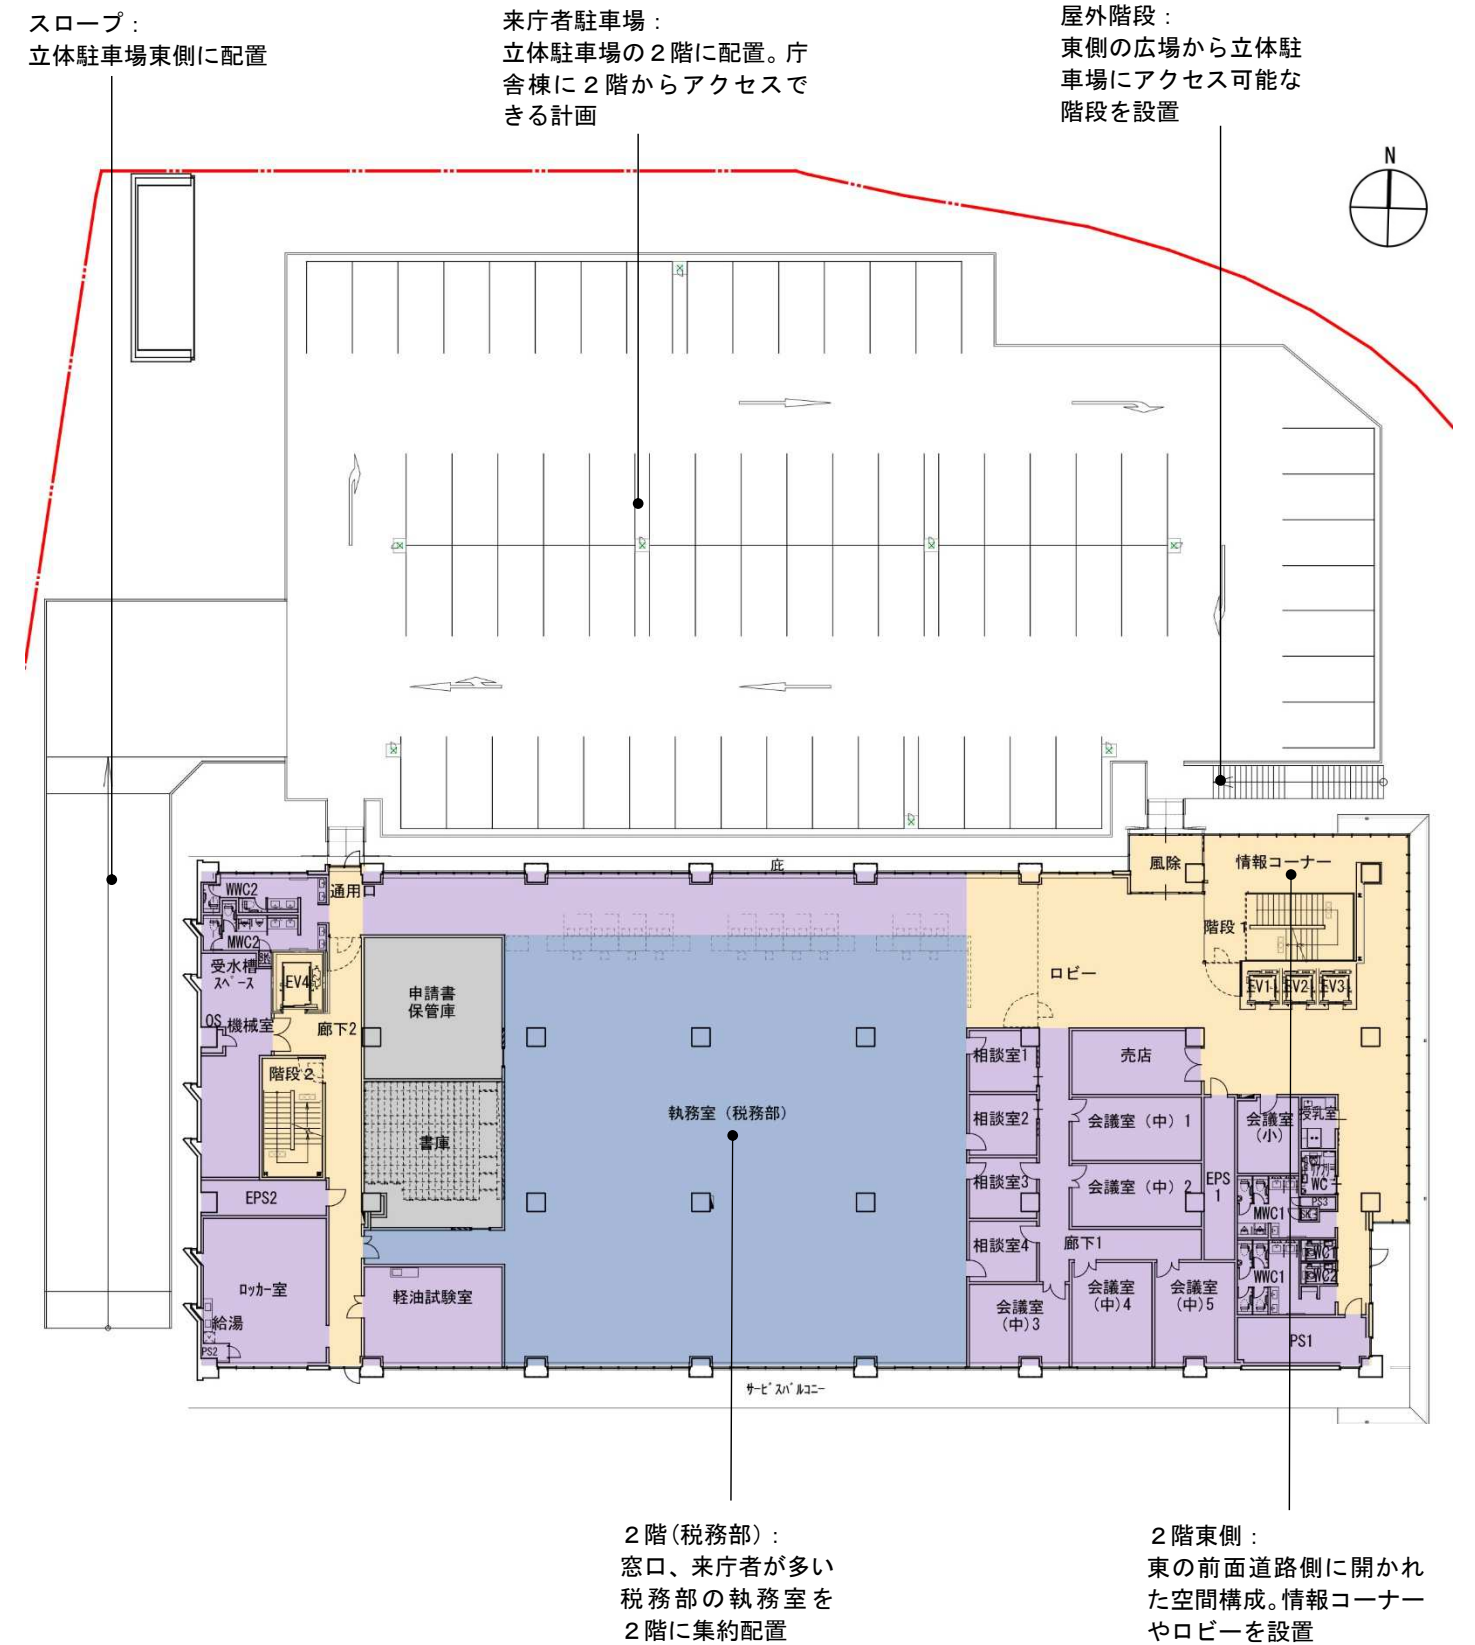 スロープ：
立体駐車場東側に配置
来庁者駐車場：
立体駐車場の２階に配置。庁
舎棟に２階からアクセスで
きる計画
屋外階段：
東側の広場から立体駐
車場にアクセス可能な
階段を設置
N
庇
風除
情報コーナー
WWC2
通用口
MWC2
SK
階段1
受水槽
スペース
EV4
ロビー
EV1
EV2
EV3
申請書
保管庫
OS
機械室
廊下2
相談室1
売店
階段2
執務室（税務部）
相談室2
会議室（中）1
会議室
（小）
授乳室
書庫
相談室3
会議室（中）2
EPS
1
WC
EPS2
PS3
MWC1
SK
相談室4
廊下1
WWC1
WC1
WC2
ロッカー室
軽油試験室
会議室
（中）3
会議室
（中）4
会議室
（中）5
給湯
PS2
PS1
サービスバルコニー
２階（税務部）：
窓口、来庁者が多い
税務部の執務室を
２階に集約配置
２階東側：
東の前面道路側に開かれ
た空間構成。情報コーナー
やロビーを設置